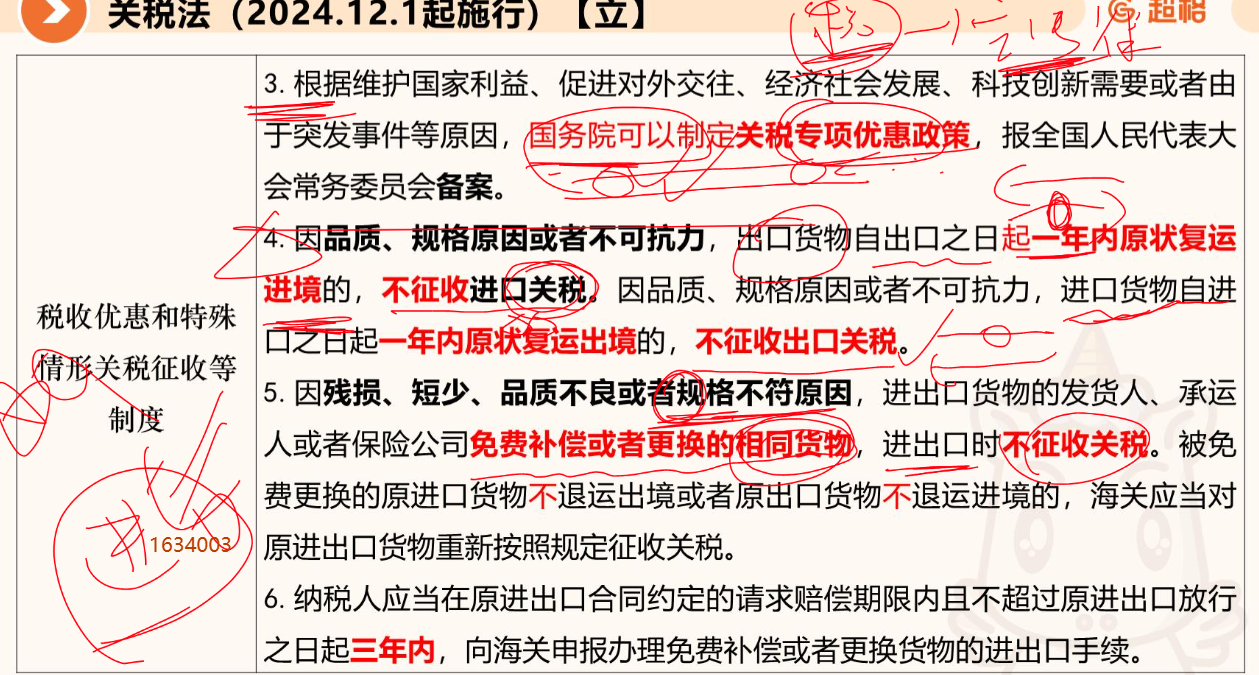 关税法（2024.12.1起施行）【立】
超格
3. 根据维护国家利益、促进对外交往、经济社会发展、科技创新需要或者由
于突发事件等原因，国务院可以制定关税专项优惠政策，报全国人民代表大
会常务委员会备案。
4. 因品质、规格原因或者不可抗力，出口货物自出口之日起一年内原状复运
进境的，不征收进口关税。因品质、规格原因或者不可抗力，进口货物自进
口之日起一年内原状复运出境的，不征收出口关税。
税收优惠和特殊
情形关税征收等
制度
5. 因残损、短少、品质不良或者规格不符原因，进出口货物的发货人、承运
人或者保险公司免费补偿或者更换的相同货物，进出口时不征收关税。被免
费更换的原进口货物不退运出境或者原出口货物不退运进境的，海关应当对
原进出口货物重新按照规定征收关税。
1634003
6. 纳税人应当在原进出口合同约定的请求赔偿期限内且不超过原进出口放行
之日起三年内，向海关申报办理免费补偿或者更换货物的进出口手续。